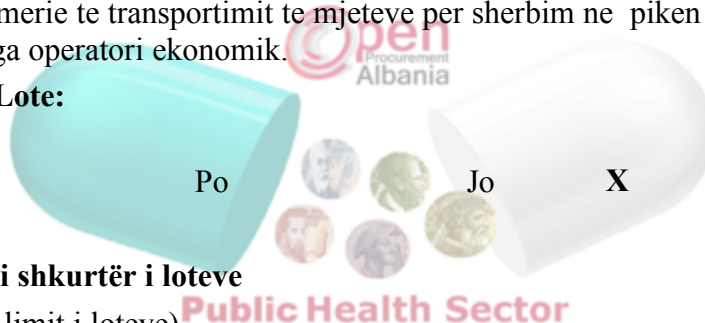 merie te transportimit te mjeteve per sherbim ne piken
ga operatori ekonomik.
Open
Procurement
Albania
Lote:
Po Jo X
i shkurtër i loteve
limit i loteve)
Public Health Sector